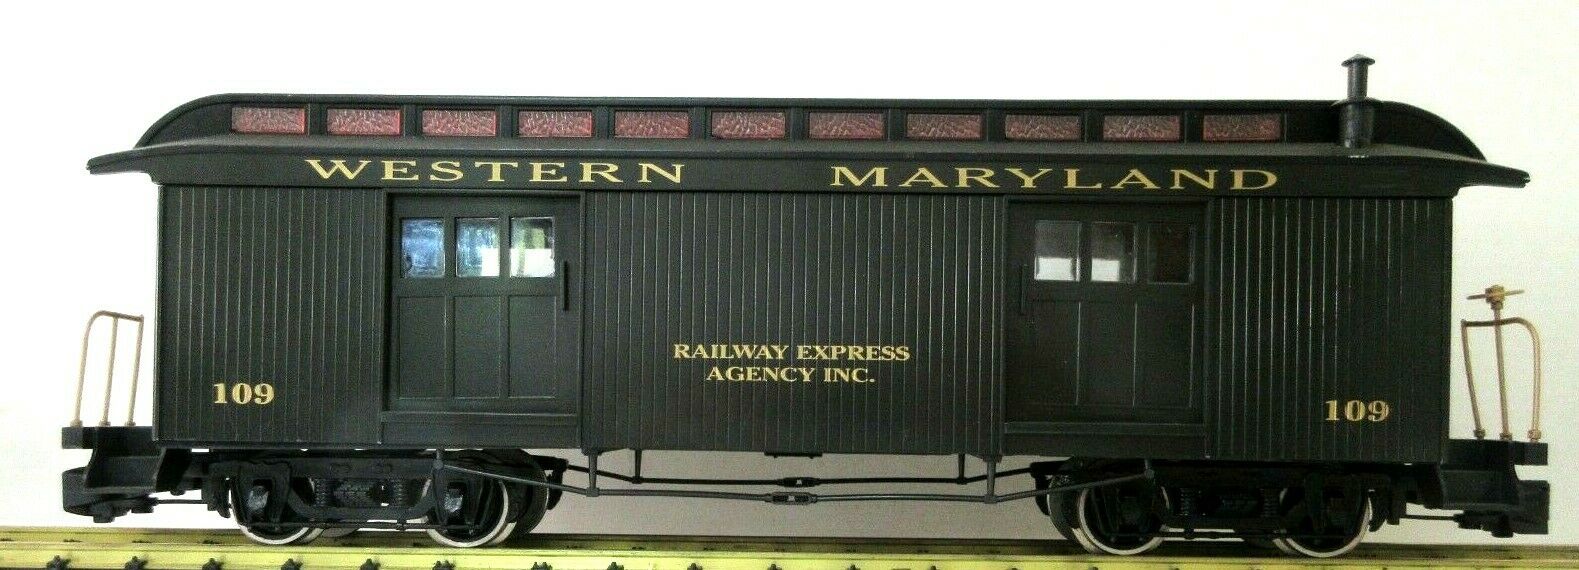 WESTERN MARYLAND
RAILWAY EXPRESS
AGENCY INC.
109
109